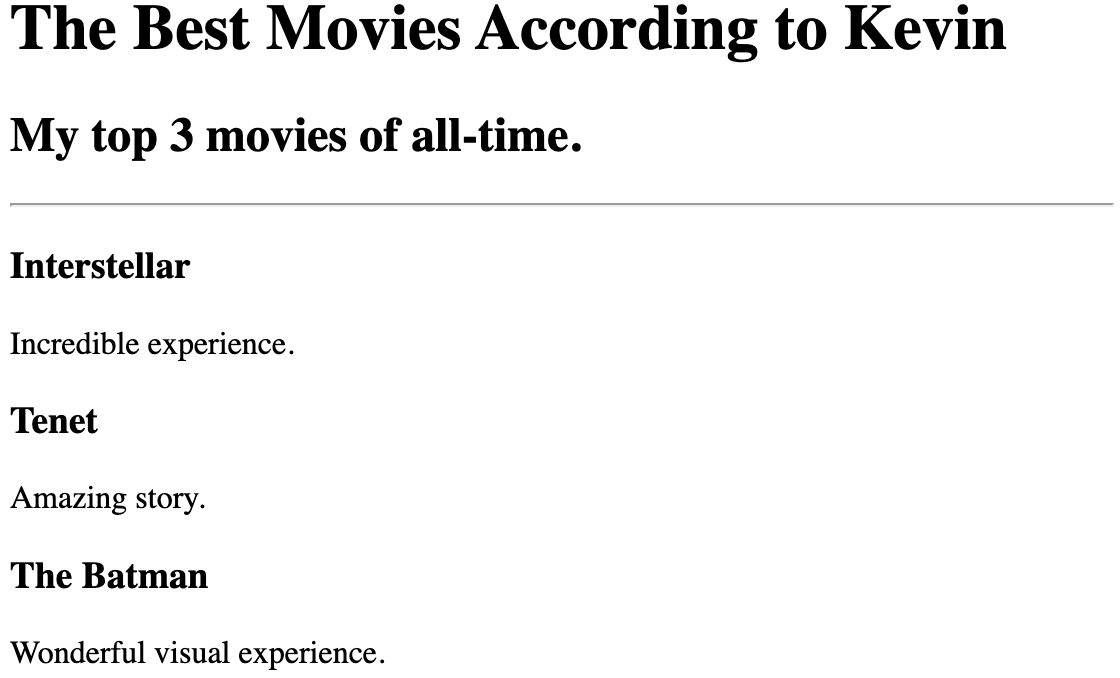 The Best Movies According to Kevin
My top 3 movies of all-time.
Interstellar
Incredible experience.
Tenet
Amazing story.
The Batman
Wonderful visual experience.